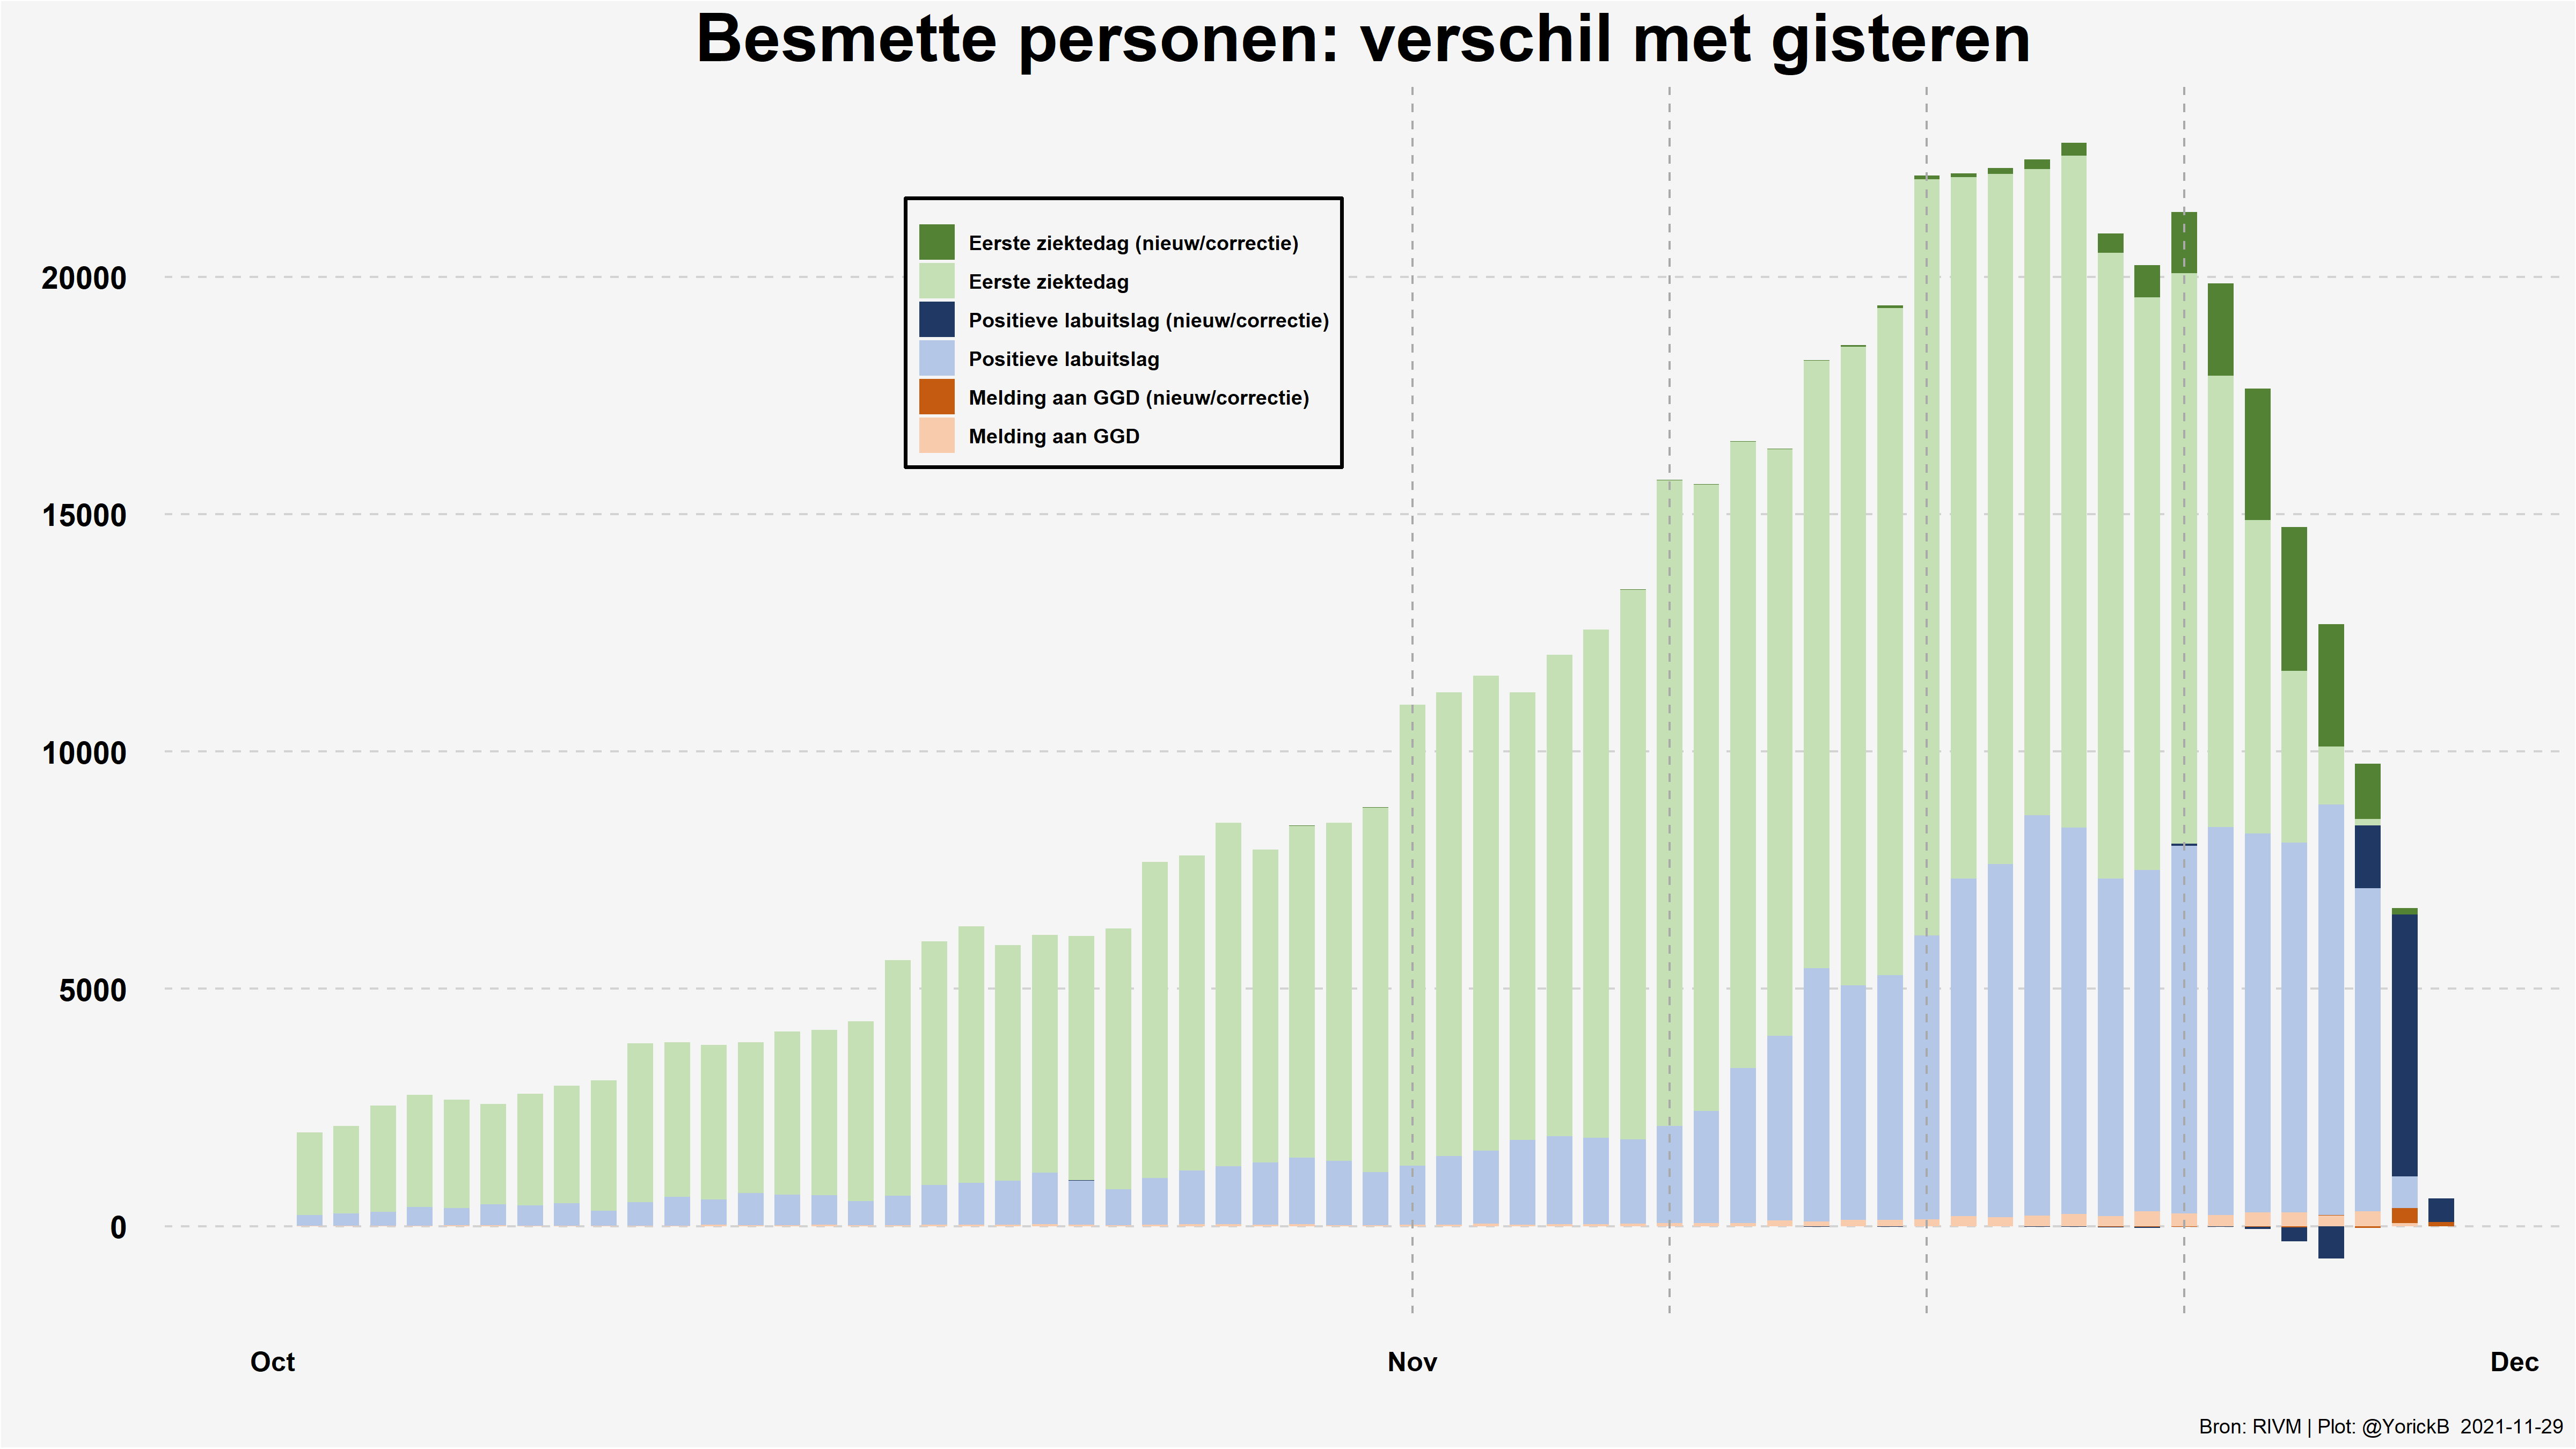 Besmette personen: verschil met gisteren
Eerste ziektedag (nieuw/correctie)
Eerste ziektedag
Positieve labuitslag (nieuw/correctie)
Positieve labuitslag
Melding aan GGD (nieuw/correctie)
Melding aan GGD
20000
15000
10000
5000
0
Oct
Nov
Dec
Bron: RIVM | Plot: @YorickB 2021-11-29